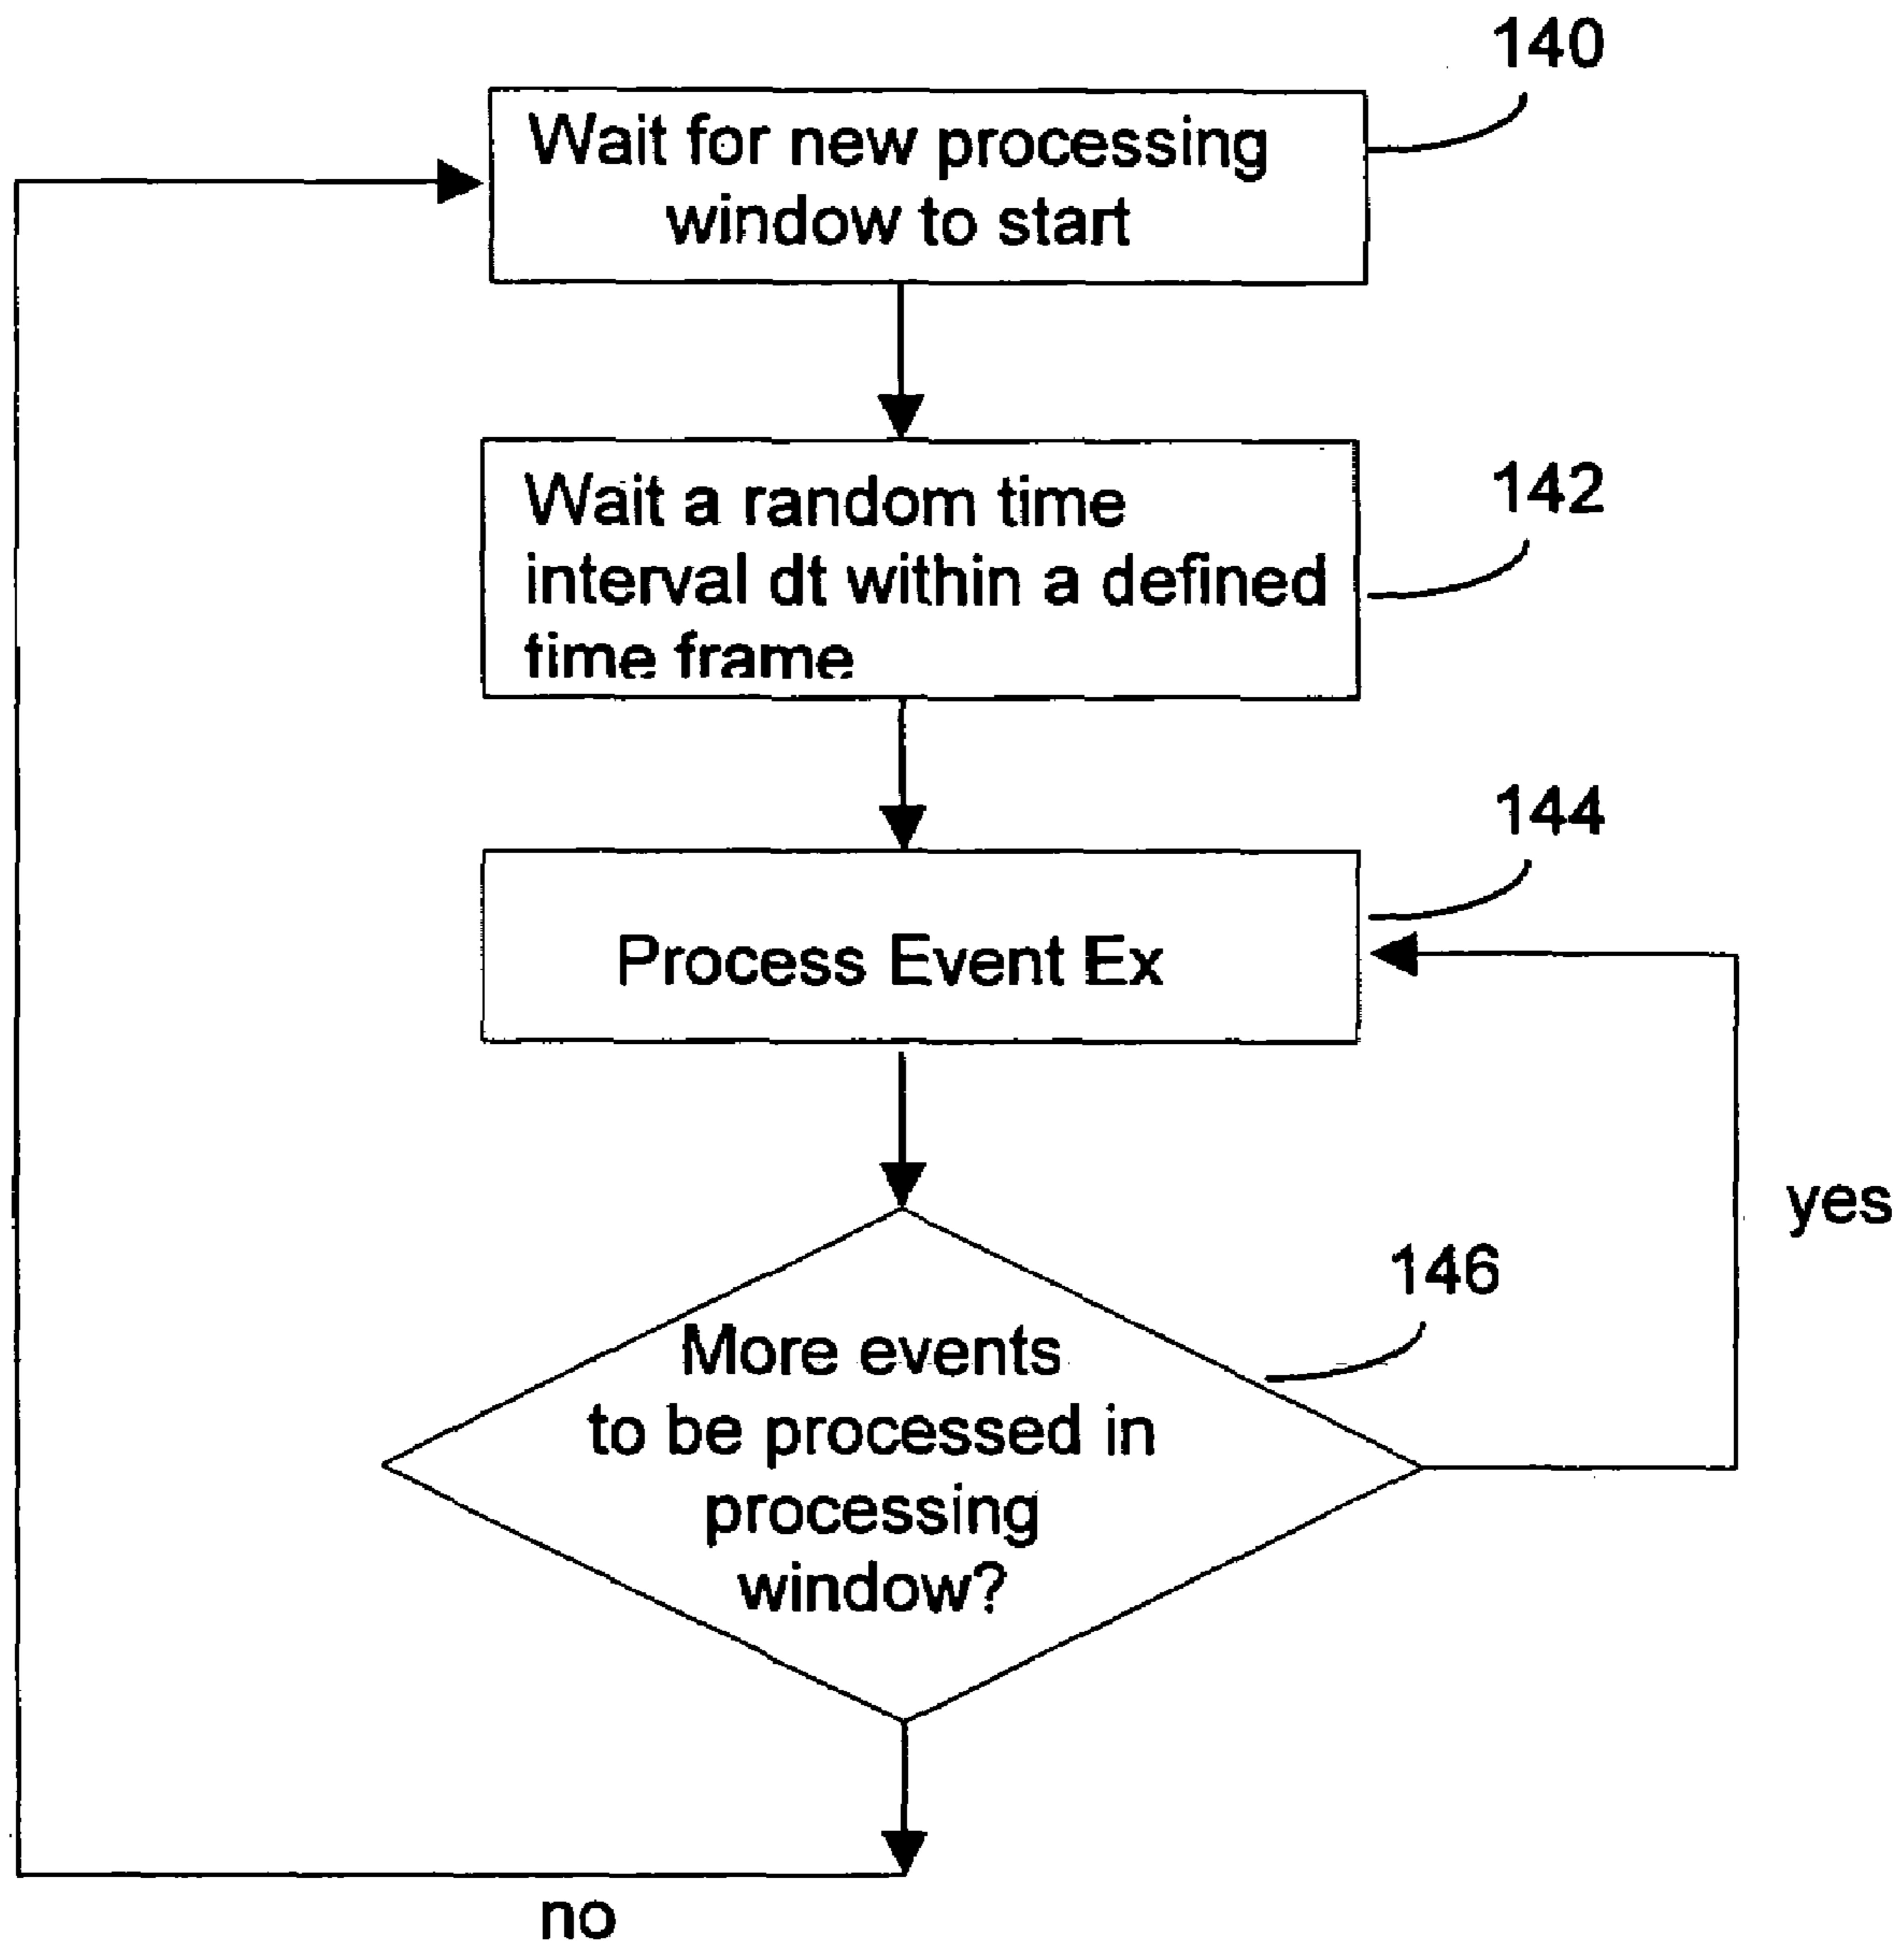 140
Wait for new processing
window to start
142
Wait a random time
interval dt within a defined
time frame
144
Process Event Ex
yes
146
More events
to be processed in
processing
window?
no